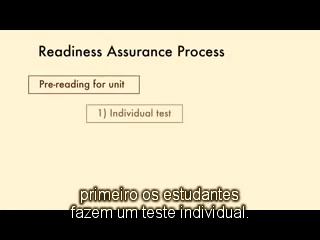 Readiness Assurance Process
Pre-reading for unit
1) Individual test
primeiro os estudantes
fazem um teste individual.